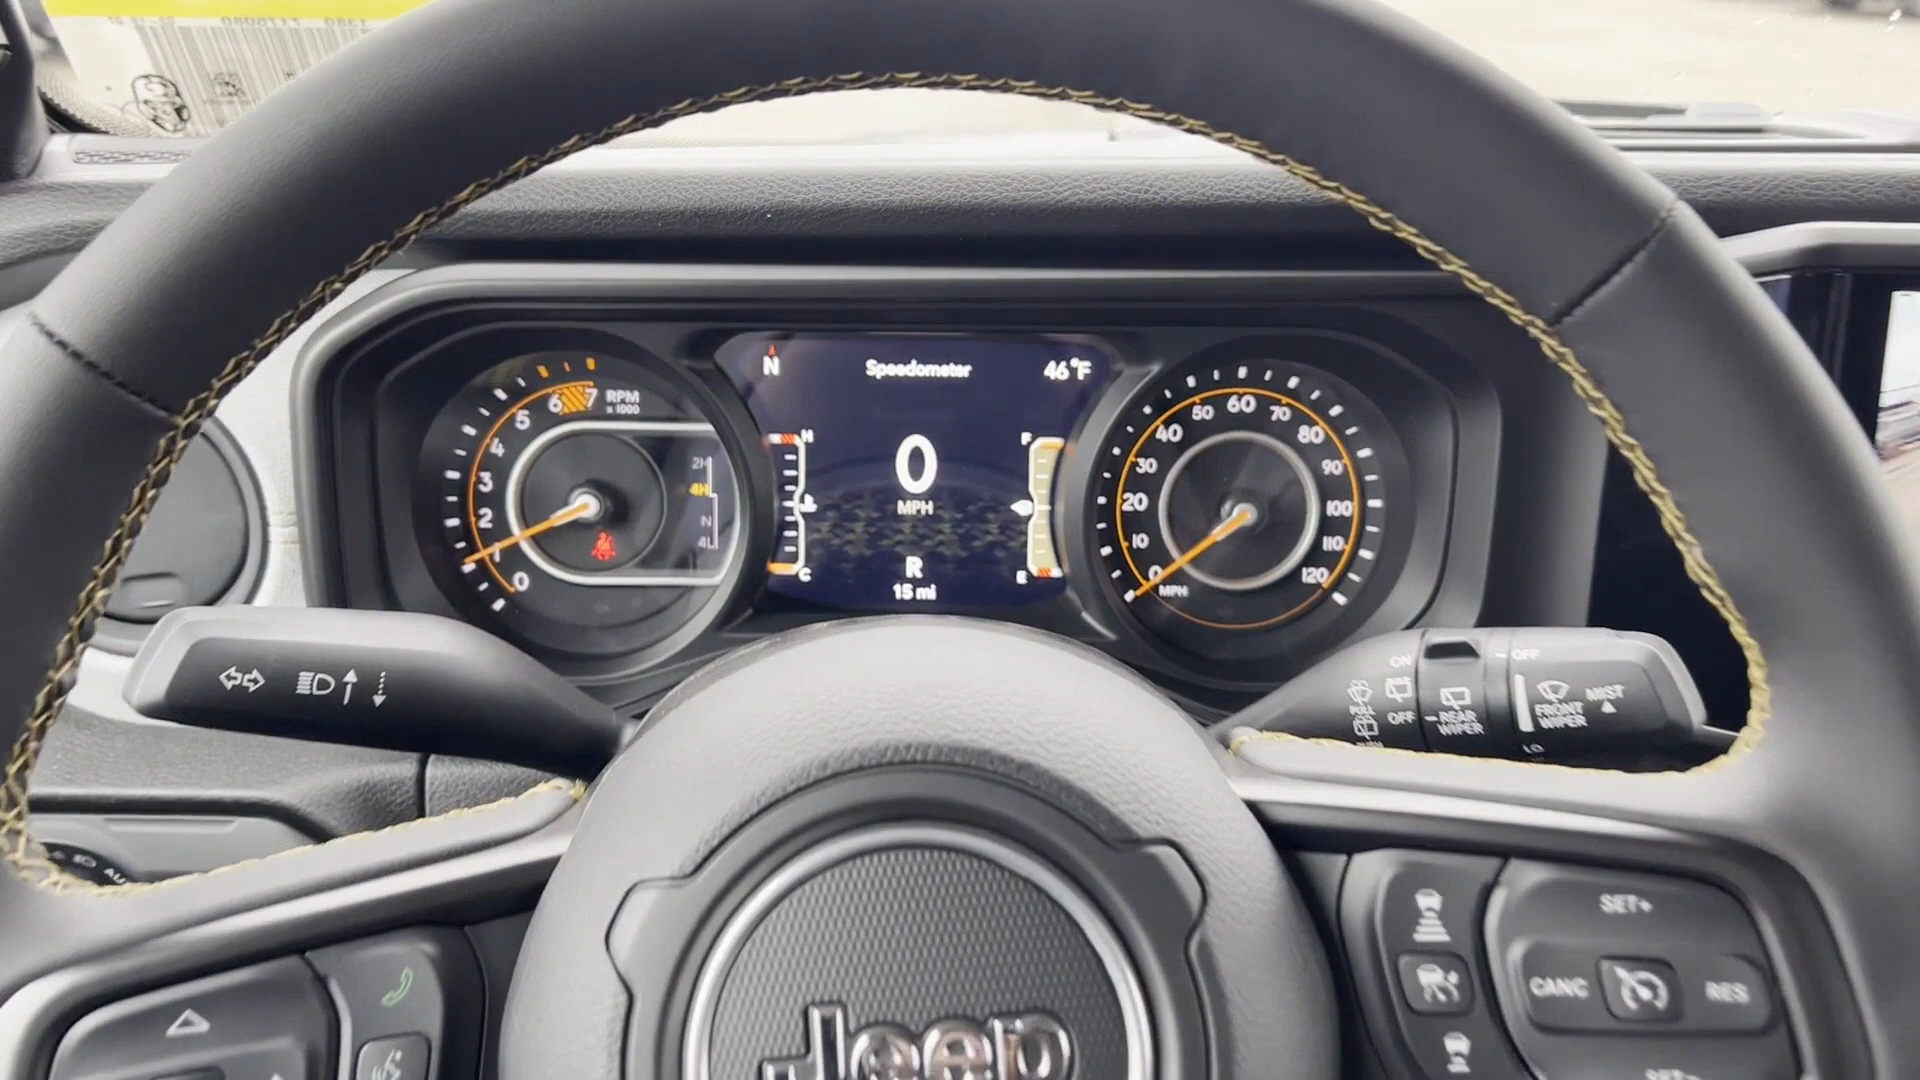 N
Speedometer
46°F
0
MPH
R
15 mi
H
C
F
E
RPM
x 1000
0
1
2
3
4
5
6
7
2H
4H
N
4L
0
10
20
30
40
50
60
70
80
90
100
110
120
MPH
ON
OFF
PULL
REAR
WIPER
OFF
FRONT
WIPER
MIST
LO
SET+
CANC
RES
Jeep